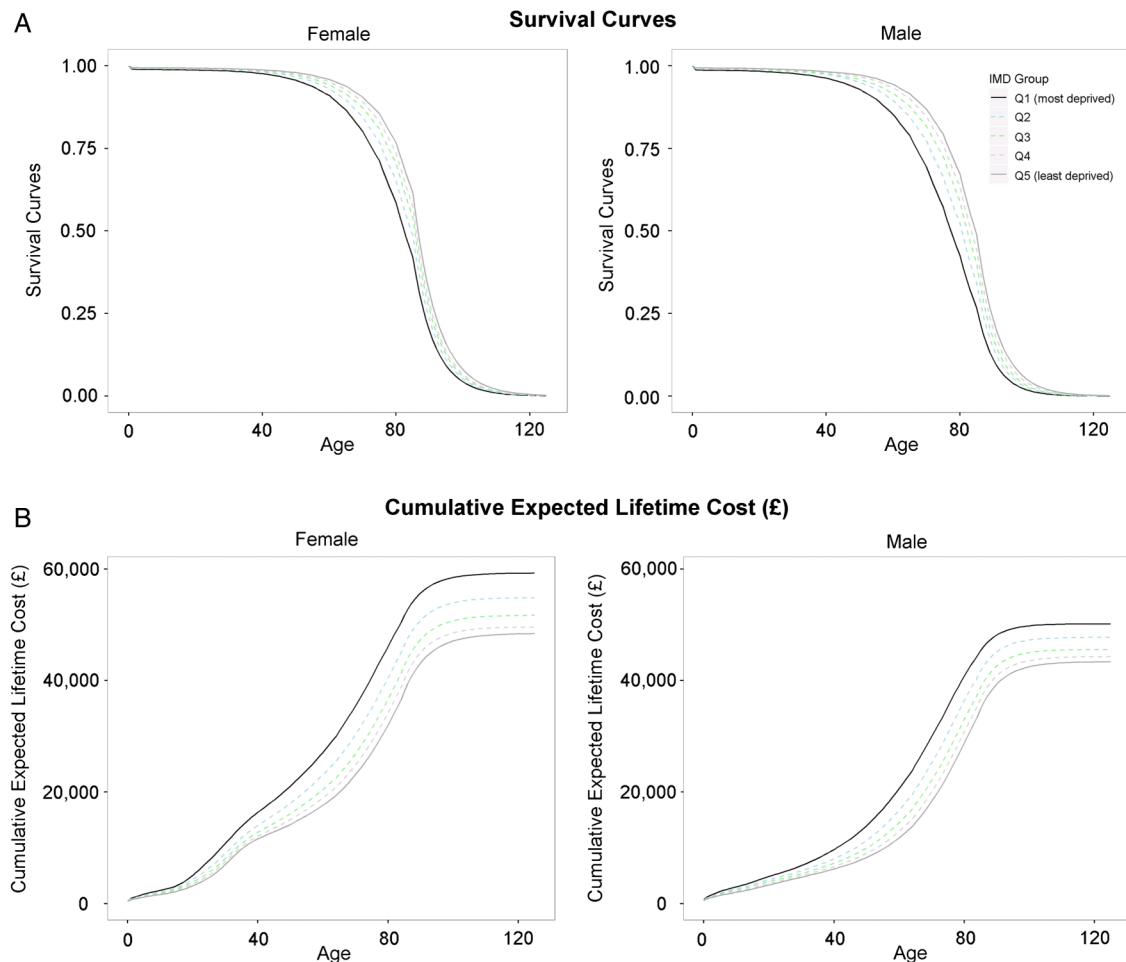 A
Survival Curves
Female
Male
Survival Curves
1.00
0.75
0.50
0.25
0.00
0
40
80
120
Age
Survival Curves
1.00
0.75
0.50
0.25
0.00
0
40
80
120
Age
IMD Group
Q1 (most deprived)
Q2
Q3
Q4
Q5 (least deprived)
B
Cumulative Expected Lifetime Cost (£)
Female
Male
Cumulative Expected Lifetime Cost (£)
60,000
40,000
20,000
0
0
40
80
120
Age
Cumulative Expected Lifetime Cost (£)
60,000
40,000
20,000
0
0
40
80
120
Age